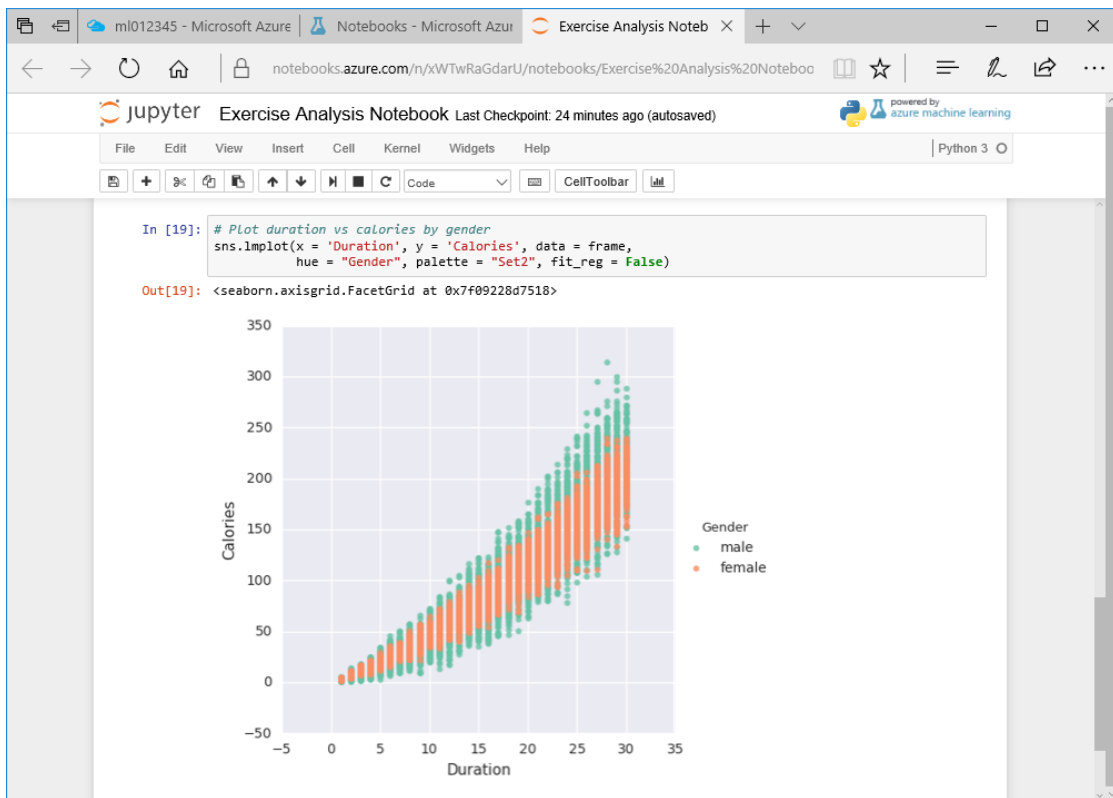 ml012345 - Microsoft Azure
Notebooks - Microsoft Azur
Exercise Analysis Noteb
notebooks.azure.com/n/xWTwRaGdarU/notebooks/Exercise%20Analysis%20Noteboo
jupyter Exercise Analysis Notebook Last Checkpoint: 24 minutes ago (autosaved)
powered by
azure machine learning
File Edit View Insert Cell Kernel Widgets Help
Python 3
Code
CellToolbar
In [19]: # Plot duration vs calories by gender
sns.lmplot(x = 'Duration', y = 'Calories', data = frame,
hue = "Gender", palette = "Set2", fit_reg = False)
Out[19]: <seaborn.axisgrid.FacetGrid at 0x7f09228d7518>
350
300
250
200
150
100
50
0
−50
Calories
−5 0 5 10 15 20 25 30 35
Duration
Gender
male
female